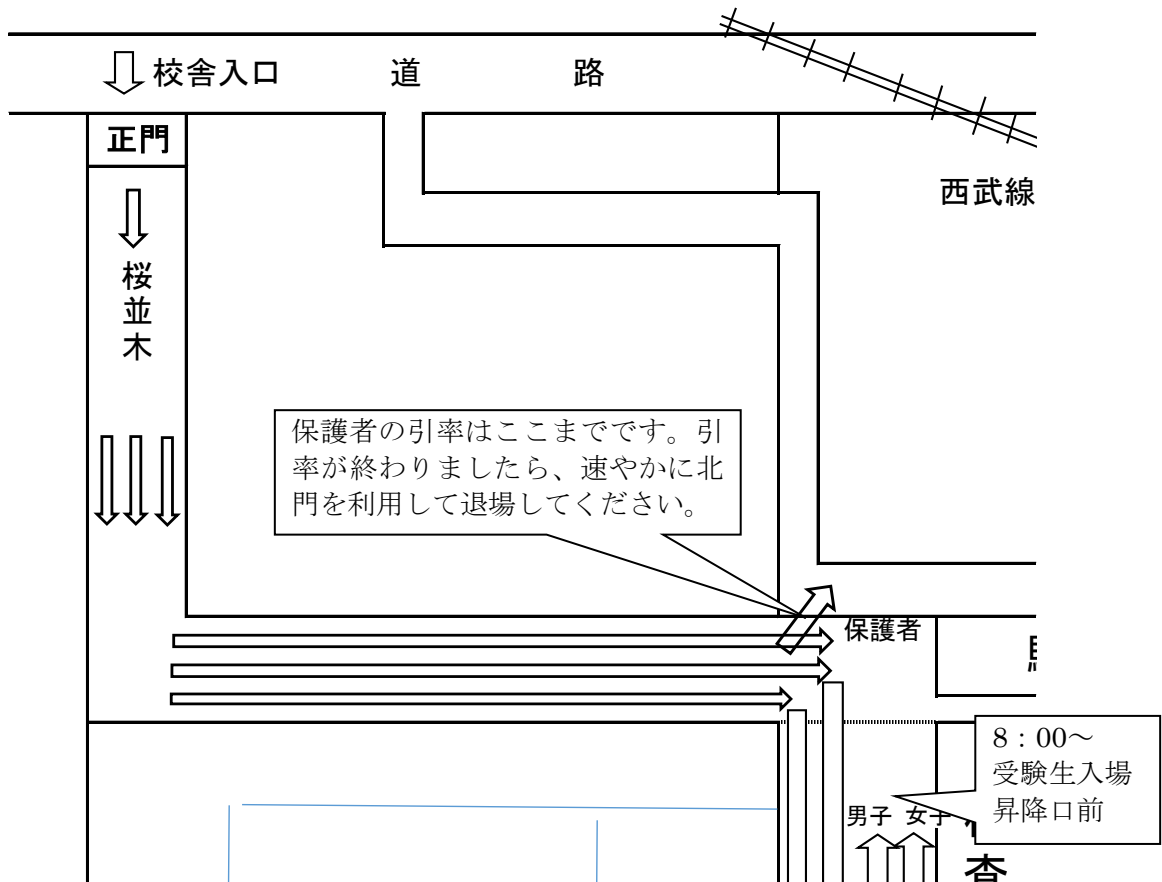 校舎入口
道路
正門
西武線
桜並木
保護者の引率はここまでです。引
率が終わりましたら、速やかに北
門を利用して退場してください。
保護者
8：00～
受験生入場
昇降口前
男子 女子
査